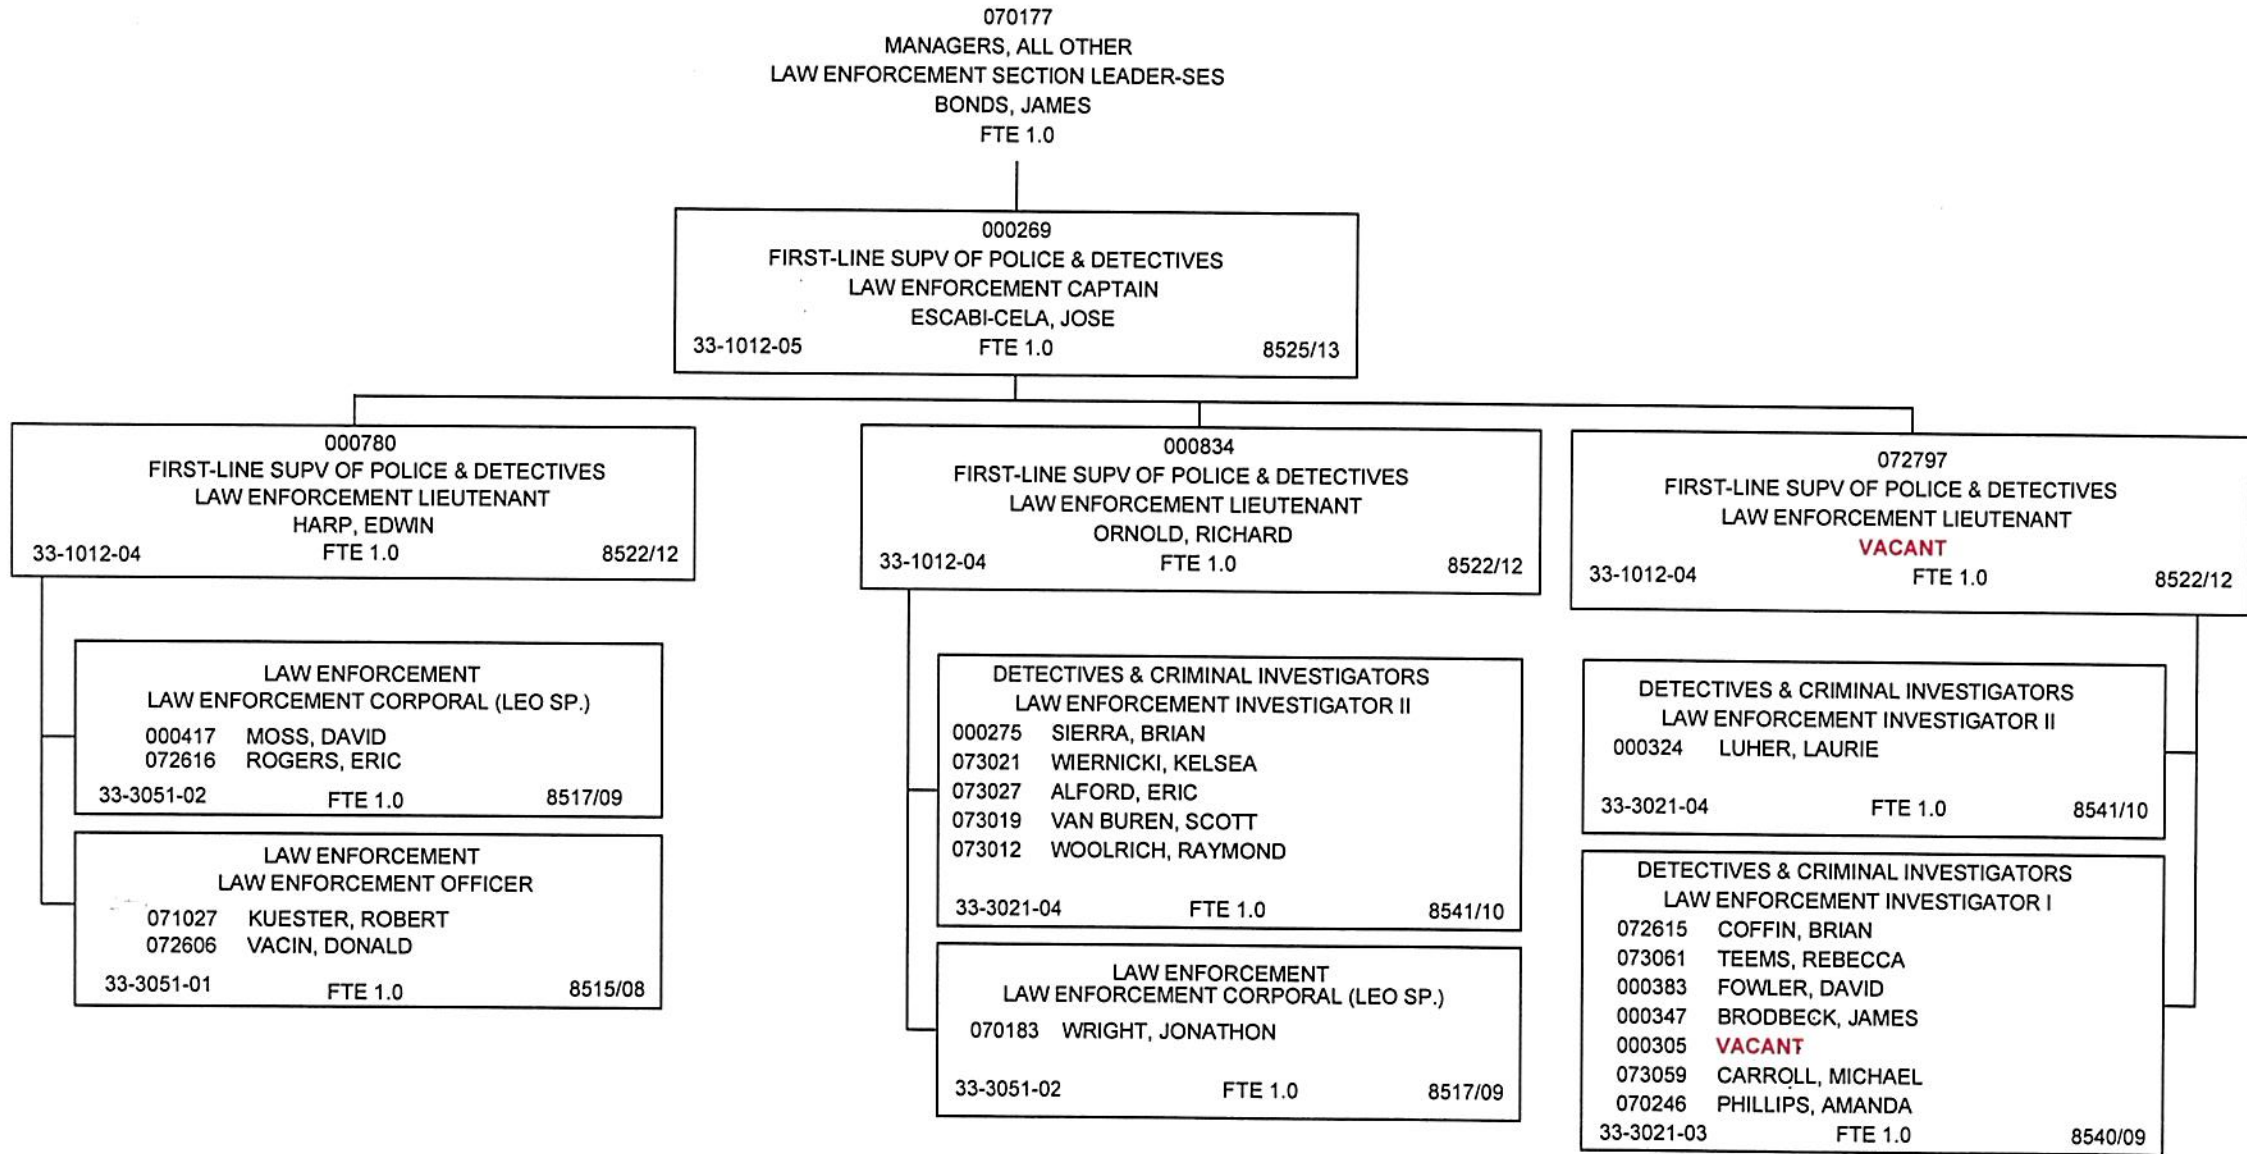 070177
MANAGERS, ALL OTHER
LAW ENFORCEMENT SECTION LEADER-SES
BONDS, JAMES
FTE 1.0
000269
FIRST-LINE SUPV OF POLICE & DETECTIVES
LAW ENFORCEMENT CAPTAIN
ESCABI-CELA, JOSE
33-1012-05 FTE 1.0 8525/13
000780
FIRST-LINE SUPV OF POLICE & DETECTIVES
LAW ENFORCEMENT LIEUTENANT
HARP, EDWIN
33-1012-04 FTE 1.0 8522/12
LAW ENFORCEMENT
LAW ENFORCEMENT CORPORAL (LEO SP.)
000417 MOSS, DAVID
072616 ROGERS, ERIC
33-3051-02 FTE 1.0 8517/09
LAW ENFORCEMENT
LAW ENFORCEMENT OFFICER
071027 KUESTER, ROBERT
072606 VACIN, DONALD
33-3051-01 FTE 1.0 8515/08
000834
FIRST-LINE SUPV OF POLICE & DETECTIVES
LAW ENFORCEMENT LIEUTENANT
ORNOLD, RICHARD
33-1012-04 FTE 1.0 8522/12
DETECTIVES & CRIMINAL INVESTIGATORS
LAW ENFORCEMENT INVESTIGATOR II
000275 SIERRA, BRIAN
073021 WIERNICKI, KELSEA
073027 ALFORD, ERIC
073019 VAN BUREN, SCOTT
073012 WOOLRICH, RAYMOND
33-3021-04 FTE 1.0 8541/10
LAW ENFORCEMENT
LAW ENFORCEMENT CORPORAL (LEO SP.)
070183 WRIGHT, JONATHON
33-3051-02 FTE 1.0 8517/09
072797
FIRST-LINE SUPV OF POLICE & DETECTIVES
LAW ENFORCEMENT LIEUTENANT
VACANT
33-1012-04 FTE 1.0 8522/12
DETECTIVES & CRIMINAL INVESTIGATORS
LAW ENFORCEMENT INVESTIGATOR II
000324 LUHER, LAURIE
33-3021-04 FTE 1.0 8541/10
DETECTIVES & CRIMINAL INVESTIGATORS
LAW ENFORCEMENT INVESTIGATOR I
072615 COFFIN, BRIAN
073061 TEEMS, REBECCA
000383 FOWLER, DAVID
000347 BRODBECK, JAMES
000305 VACANT
073059 CARROLL, MICHAEL
070246 PHILLIPS, AMANDA
33-3021-03 FTE 1.0 8540/09